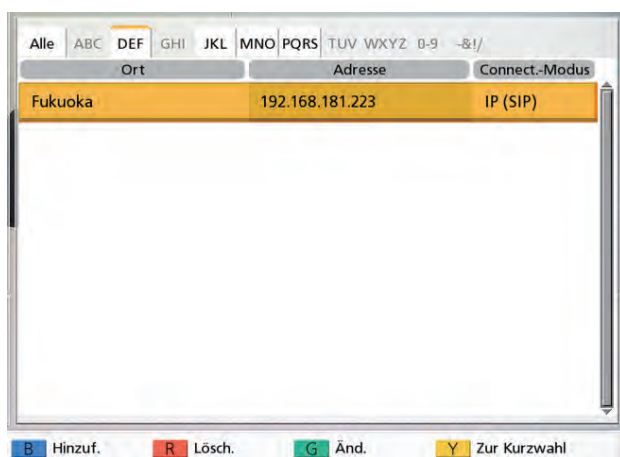 Alle ABC DEF GHI JKL MNO PQRS TUV WXYZ 0-9 -&!/
Ort Adresse Connect.-Modus
Fukuoka 192.168.181.223 IP (SIP)
B Hinzuf. R Lösch. G Änd. Y Zur Kurzwahl